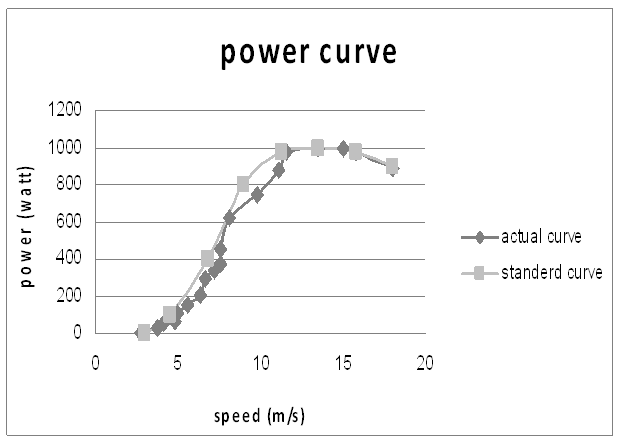 power curve
1200
1000
800
600
400
200
0
power (watt)
0 5 10 15 20
speed (m/s)
actual curve
standerd curve